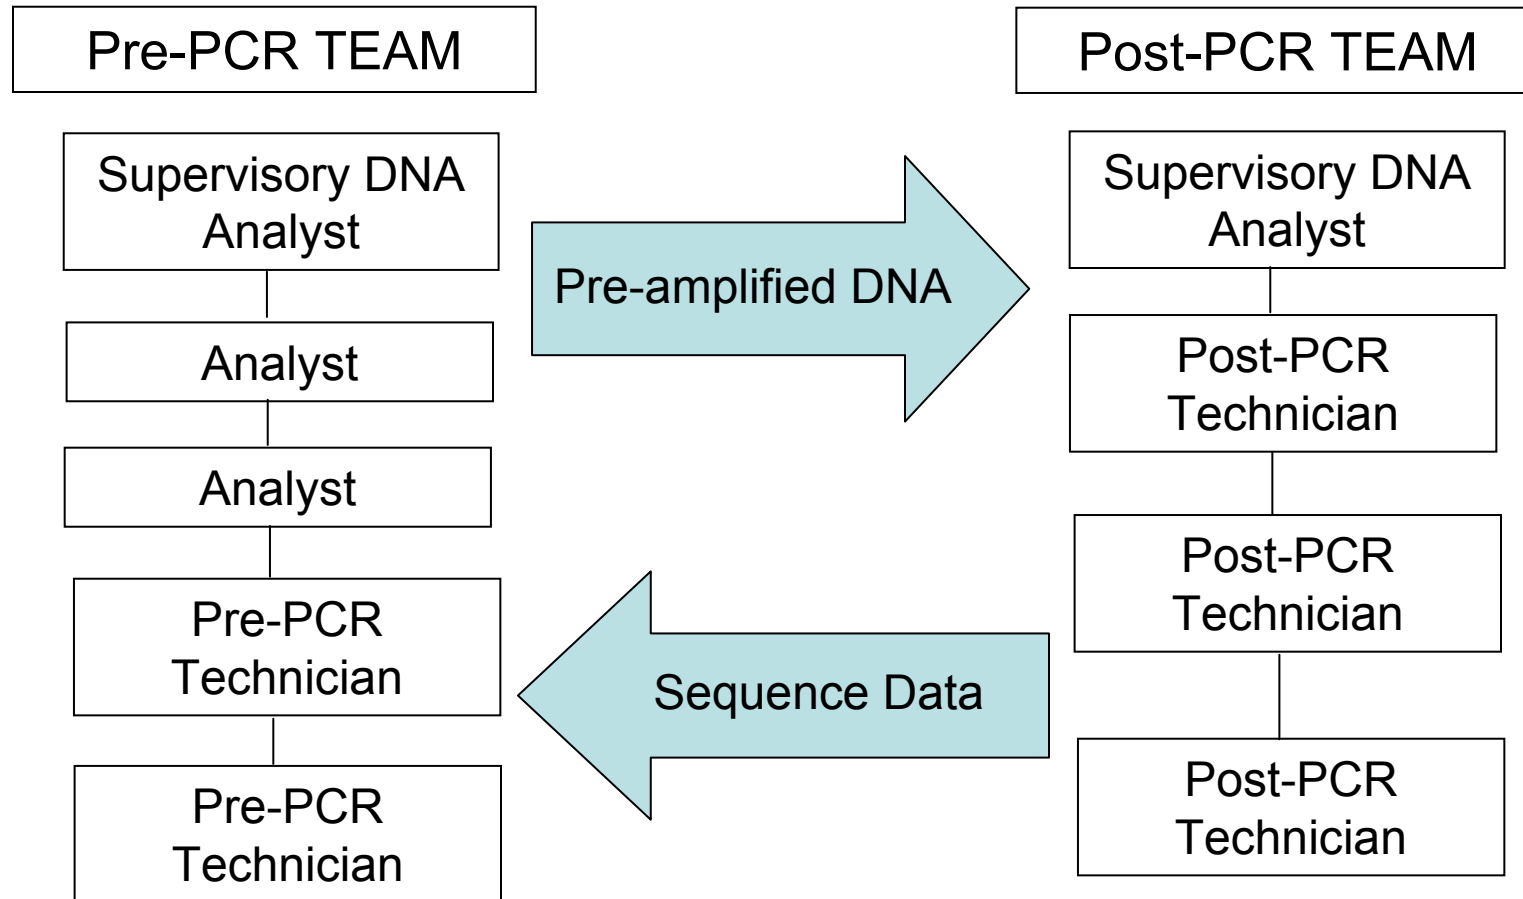 Pre-PCR TEAM
Supervisory DNA
Analyst
Analyst
Analyst
Pre-PCR
Technician
Pre-PCR
Technician
Pre-amplified DNA
Sequence Data
Post-PCR TEAM
Supervisory DNA
Analyst
Post-PCR
Technician
Post-PCR
Technician
Post-PCR
Technician